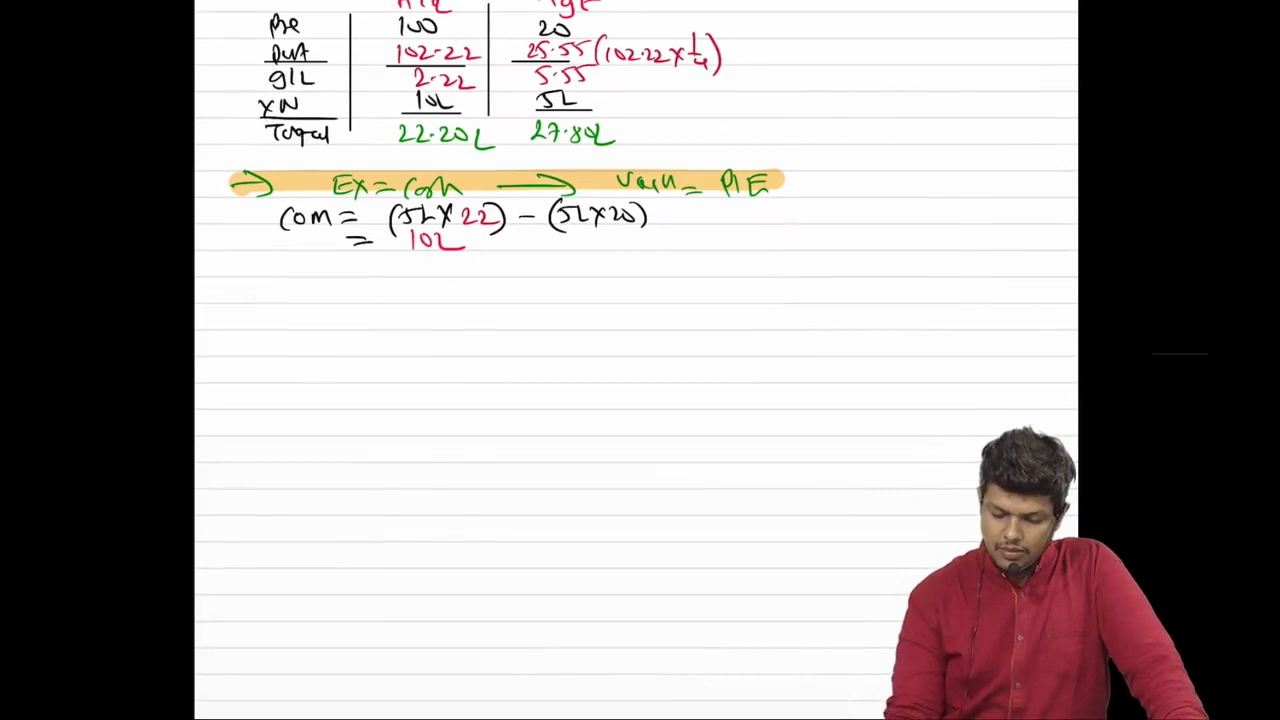 Pre 100 20
Post 102.22 25.55 (102.22 x 1/4)
g/L 2.22 5.55
XN 10L 5L
Total 22.20L 27.80L
→ Ex = Cash → Valn = P/E
COM = (5L x 22) - (5L x 20)
= 10L